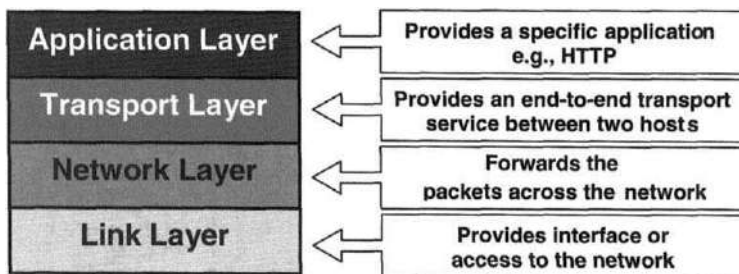 Application Layer
Provides a specific application
e.g., HTTP
Transport Layer
Provides an end-to-end transport
service between two hosts
Network Layer
Forwards the
packets across the network
Link Layer
Provides interface or
access to the network